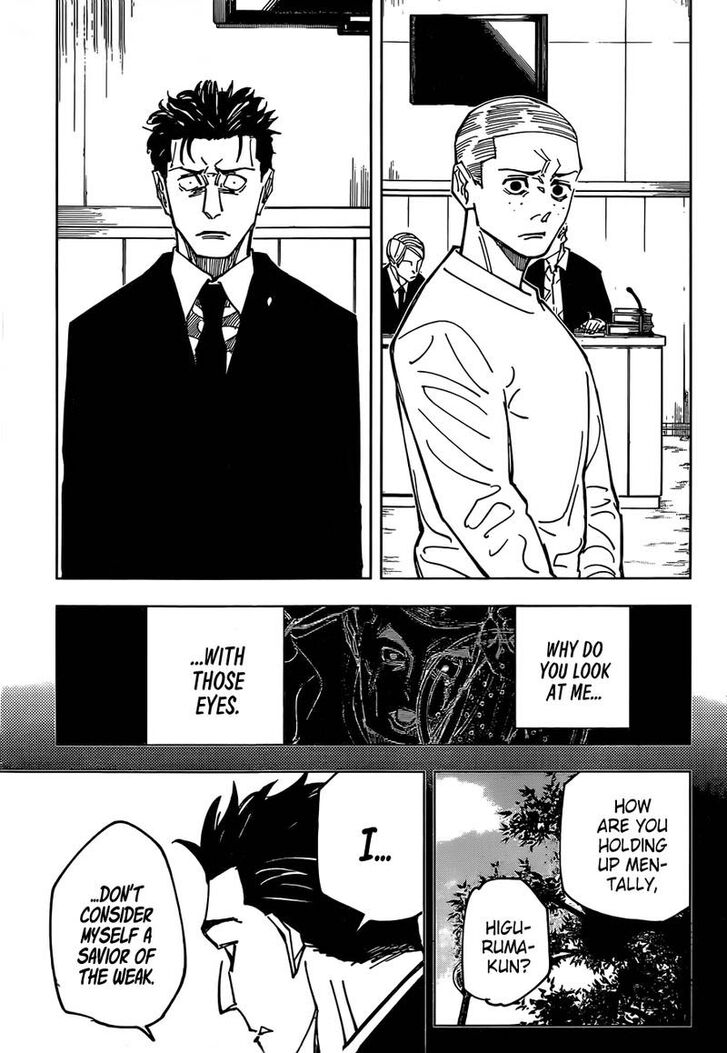 WHY DO
YOU LOOK
AT ME...
...WITH
THOSE
EYES.
HOW
ARE YOU
HOLDING
UP MEN-
TALLY,
HIGU-
RUMA-
KUN?
I...
...DON'T
CONSIDER
MYSELF A
SAVIOR OF
THE WEAK.